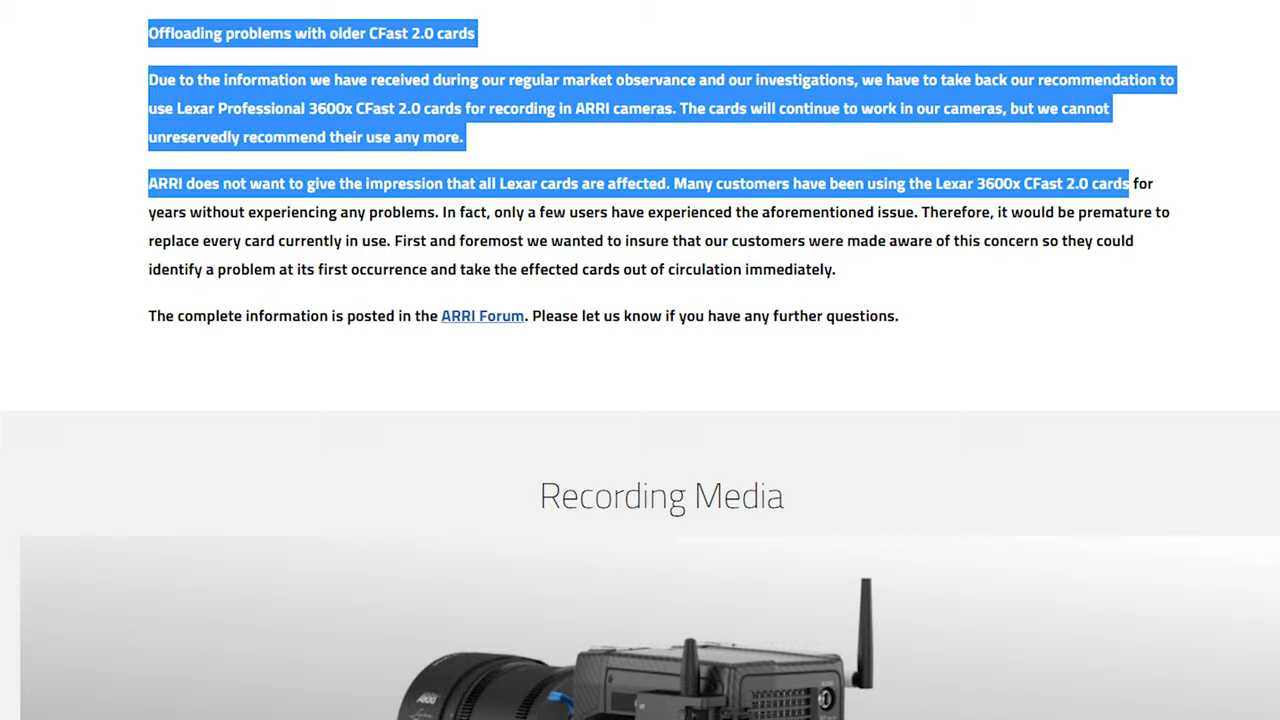 Offloading problems with older CFast 2.0 cards
Due to the information we have received during our regular market observance and our investigations, we have to take back our recommendation to
use Lexar Professional 3600x CFast 2.0 cards for recording in ARRI cameras. The cards will continue to work in our cameras, but we cannot
unreservedly recommend their use any more.
ARRI does not want to give the impression that all Lexar cards are affected. Many customers have been using the Lexar 3600x CFast 2.0 cards for
years without experiencing any problems. In fact, only a few users have experienced the aforementioned issue. Therefore, it would be premature to
replace every card currently in use. First and foremost we wanted to insure that our customers were made aware of this concern so they could
identify a problem at its first occurrence and take the effected cards out of circulation immediately.
The complete information is posted in the ARRI Forum. Please let us know if you have any further questions.
Recording Media
ARRI